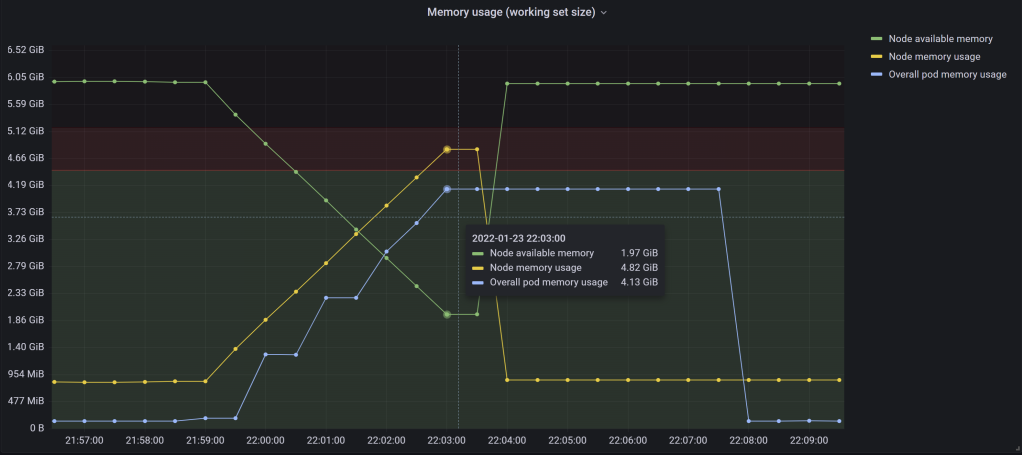 Memory usage (working set size)
6.52 GiB
6.05 GiB
5.59 GiB
5.12 GiB
4.66 GiB
4.19 GiB
3.73 GiB
3.26 GiB
2.79 GiB
2.33 GiB
1.86 GiB
1.40 GiB
954 MiB
477 MiB
0 B
21:57:00 21:58:00 21:59:00 22:00:00 22:01:00 22:02:00 22:03:00 22:04:00 22:05:00 22:06:00 22:07:00 22:08:00 22:09:00
2022-01-23 22:03:00
Node available memory 1.97 GiB
Node memory usage 4.82 GiB
Overall pod memory usage 4.13 GiB
Node available memory
Node memory usage
Overall pod memory usage